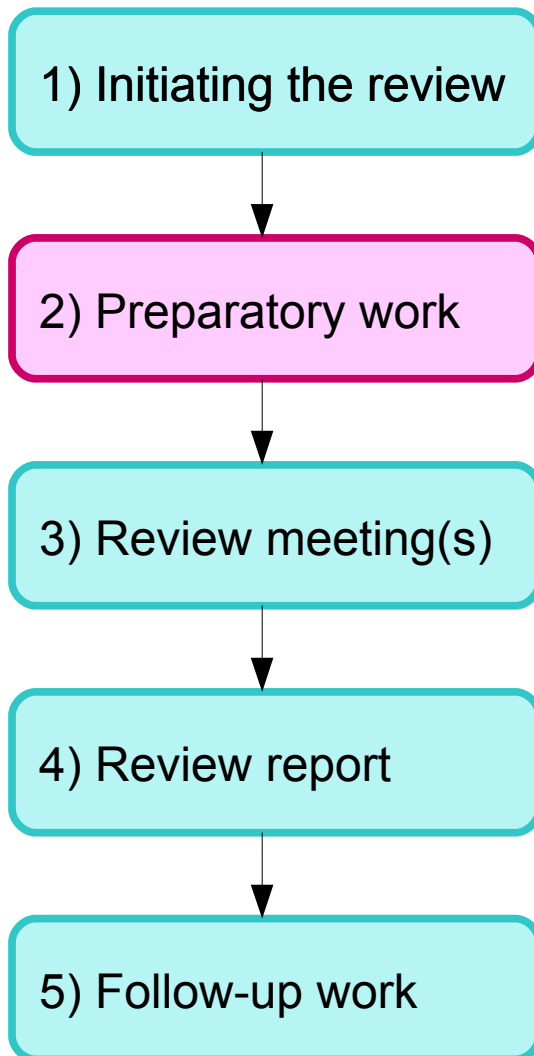 1) Initiating the review
2) Preparatory work
3) Review meeting(s)
4) Review report
5) Follow-up work